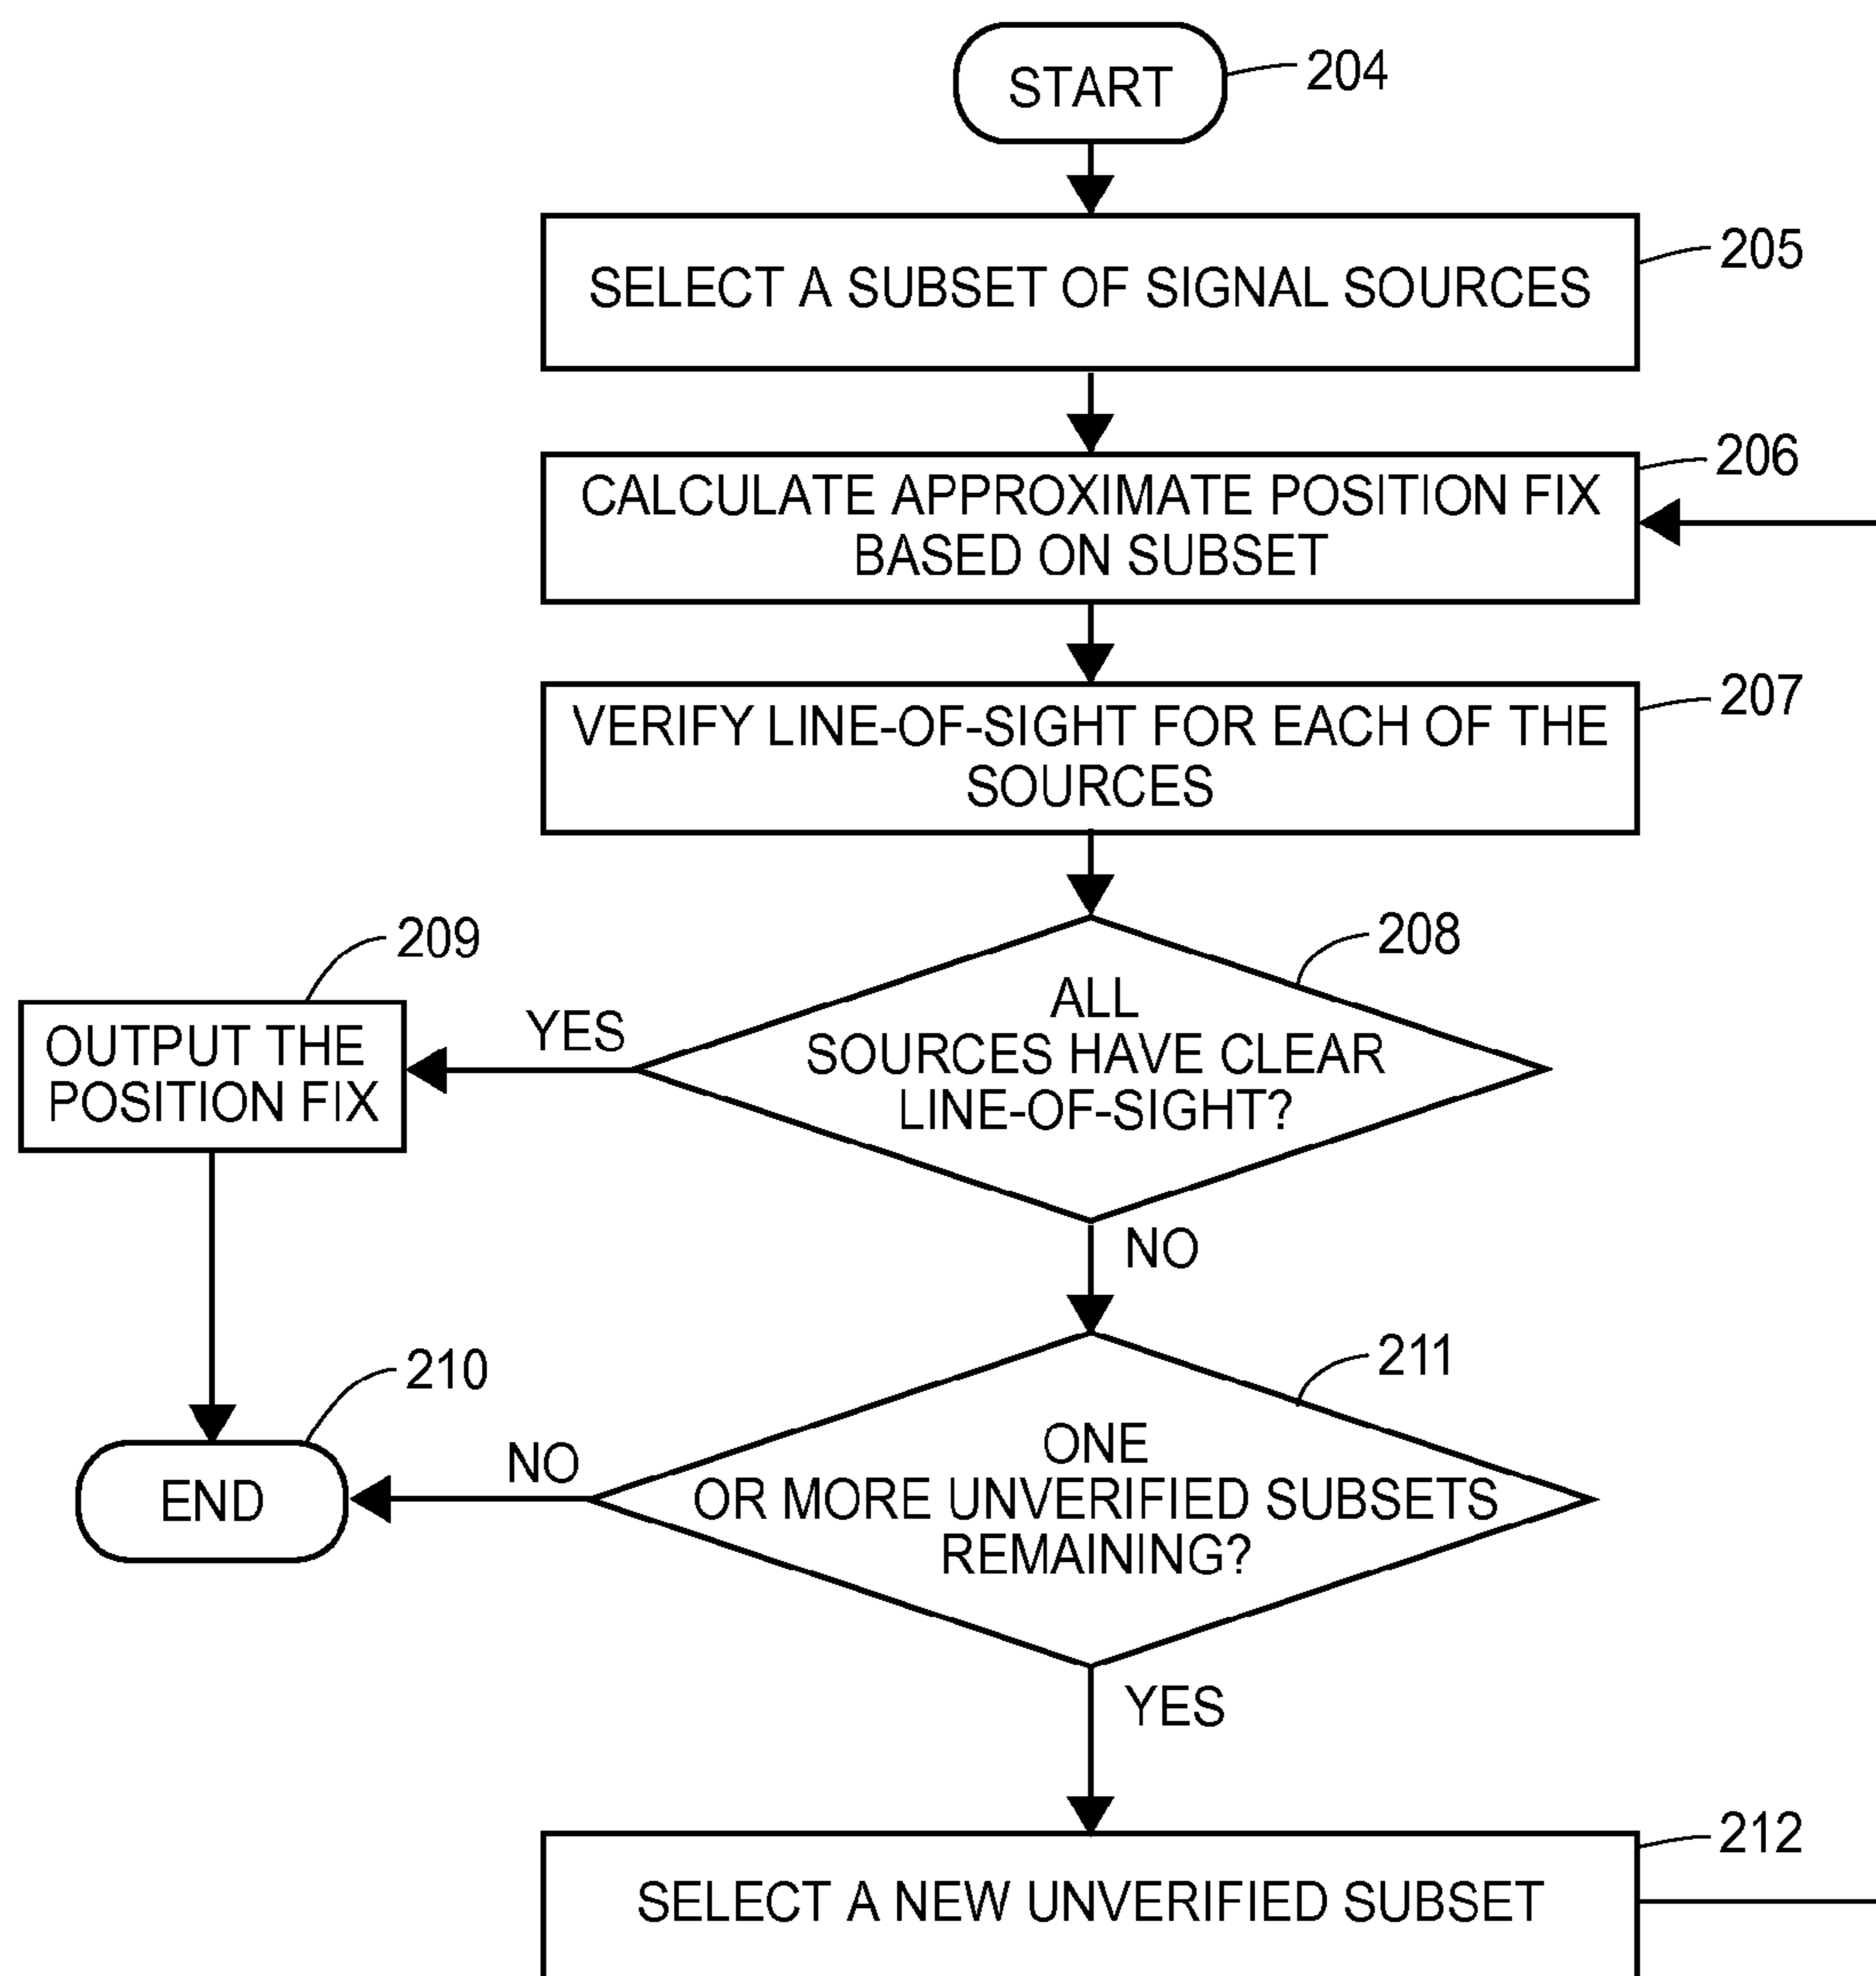 START
204
SELECT A SUBSET OF SIGNAL SOURCES
205
CALCULATE APPROXIMATE POSITION FIX
BASED ON SUBSET
206
VERIFY LINE-OF-SIGHT FOR EACH OF THE
SOURCES
207
ALL
SOURCES HAVE CLEAR
LINE-OF-SIGHT?
208
YES
209
OUTPUT THE
POSITION FIX
NO
210
END
NO
211
ONE
OR MORE UNVERIFIED SUBSETS
REMAINING?
YES
212
SELECT A NEW UNVERIFIED SUBSET